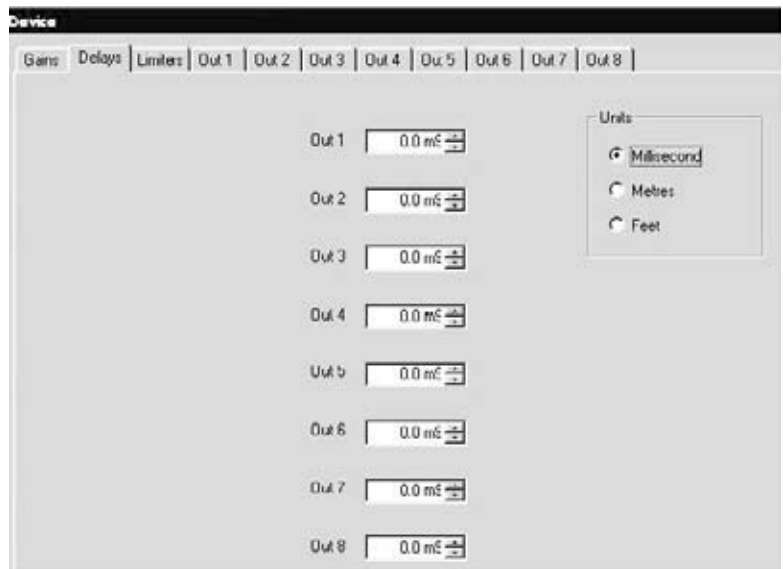 Device
Gains Delays Limiters Out 1 Out 2 Out 3 Out 4 Out 5 Out 6 Out 7 Out 8
Units
Out 1 0.0 mS
Millisecond
Out 2 0.0 mS
Metres
Feet
Out 3 0.0 mS
Out 4 0.0 mS
Out 5 0.0 mS
Out 6 0.0 mS
Out 7 0.0 mS
Out 8 0.0 mS